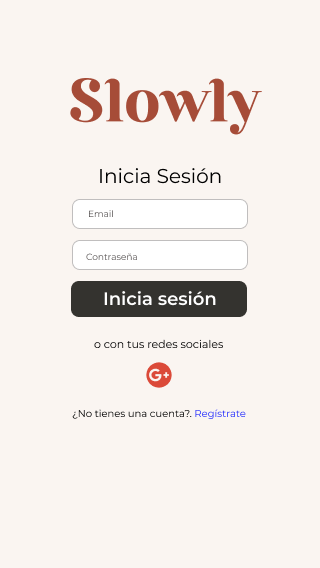 Slowly
Inicia Sesión
Email
Contraseña
Inicia sesión
o con tus redes sociales
G+
¿No tienes una cuenta?. Regístrate